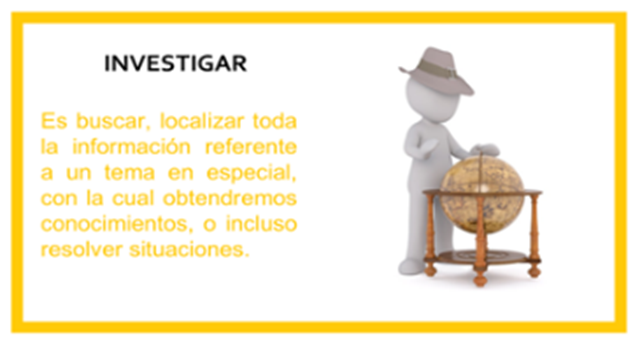 INVESTIGAR
Es buscar, localizar toda
la información referente
a un tema en especial,
con la cual obtendremos
conocimientos, o incluso
resolver situaciones.